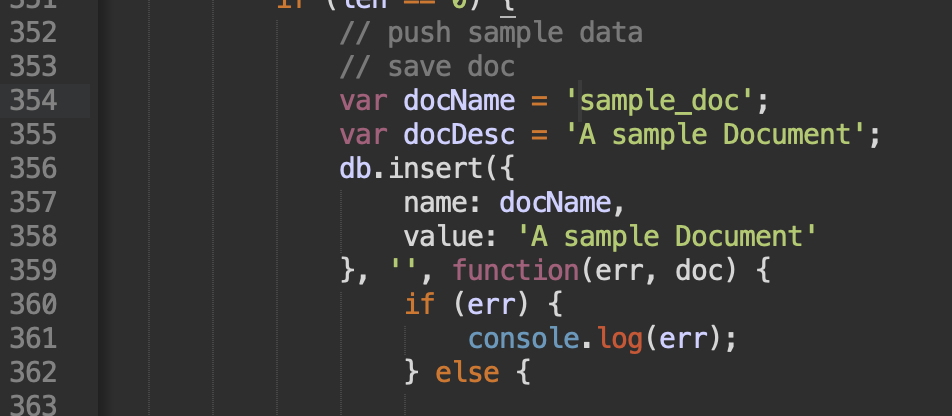 351 if (len == 0) {
352 // push sample data
353 // save doc
354 var docName = 'sample_doc';
355 var docDesc = 'A sample Document';
356 db.insert({
357 name: docName,
358 value: 'A sample Document'
359 }, '', function(err, doc) {
360 if (err) {
361 console.log(err);
362 } else {
363